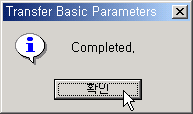 Transfer Basic Parameters
Completed,
확인